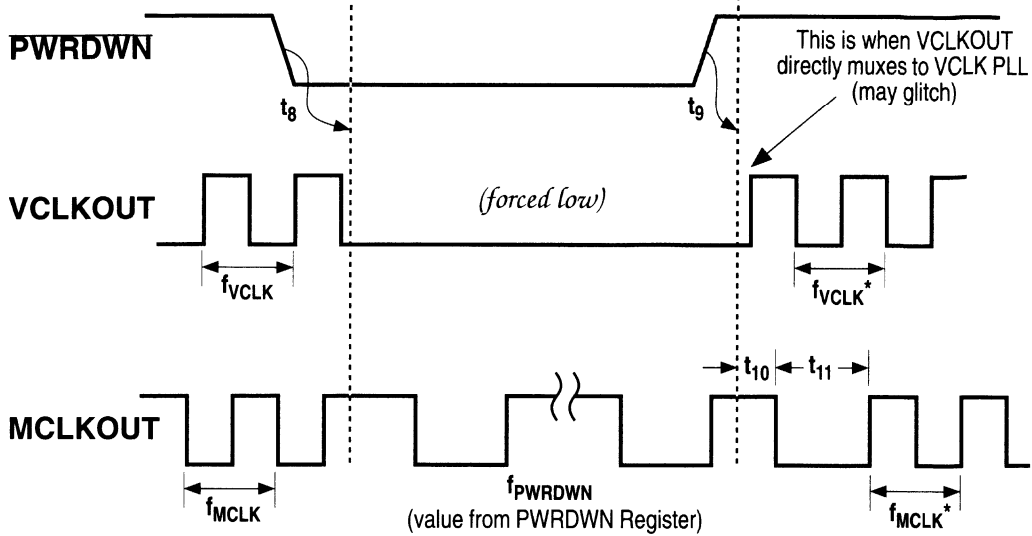 PWRDWN
t8
t9
This is when VCLKOUT
directly muxes to VCLK PLL
(may glitch)
VCLKOUT
(forced low)
fVCLK
fVCLK*
t10
t11
MCLKOUT
fMCLK
fPWRDWN
(value from PWRDWN Register)
fMCLK*